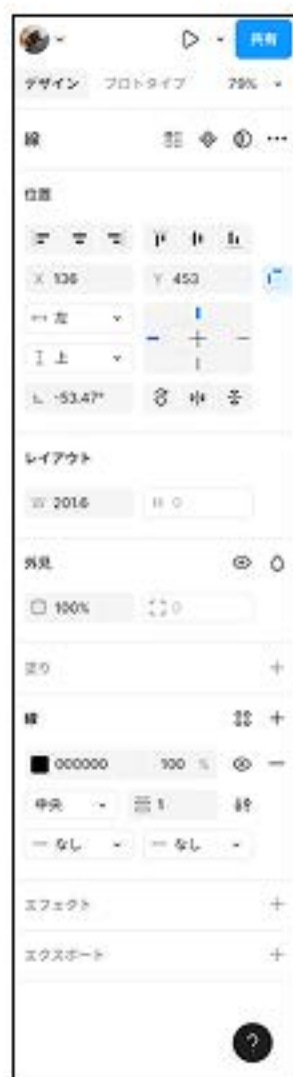 共有
デザイン プロトタイプ 79%
線
位置
X 136 Y 453
左
上
-53.47°
レイアウト
W 201.6 H 0
外見
100% 0
塗り
線
000000 100 %
中央 1
なし なし
エフェクト
エクスポート
?